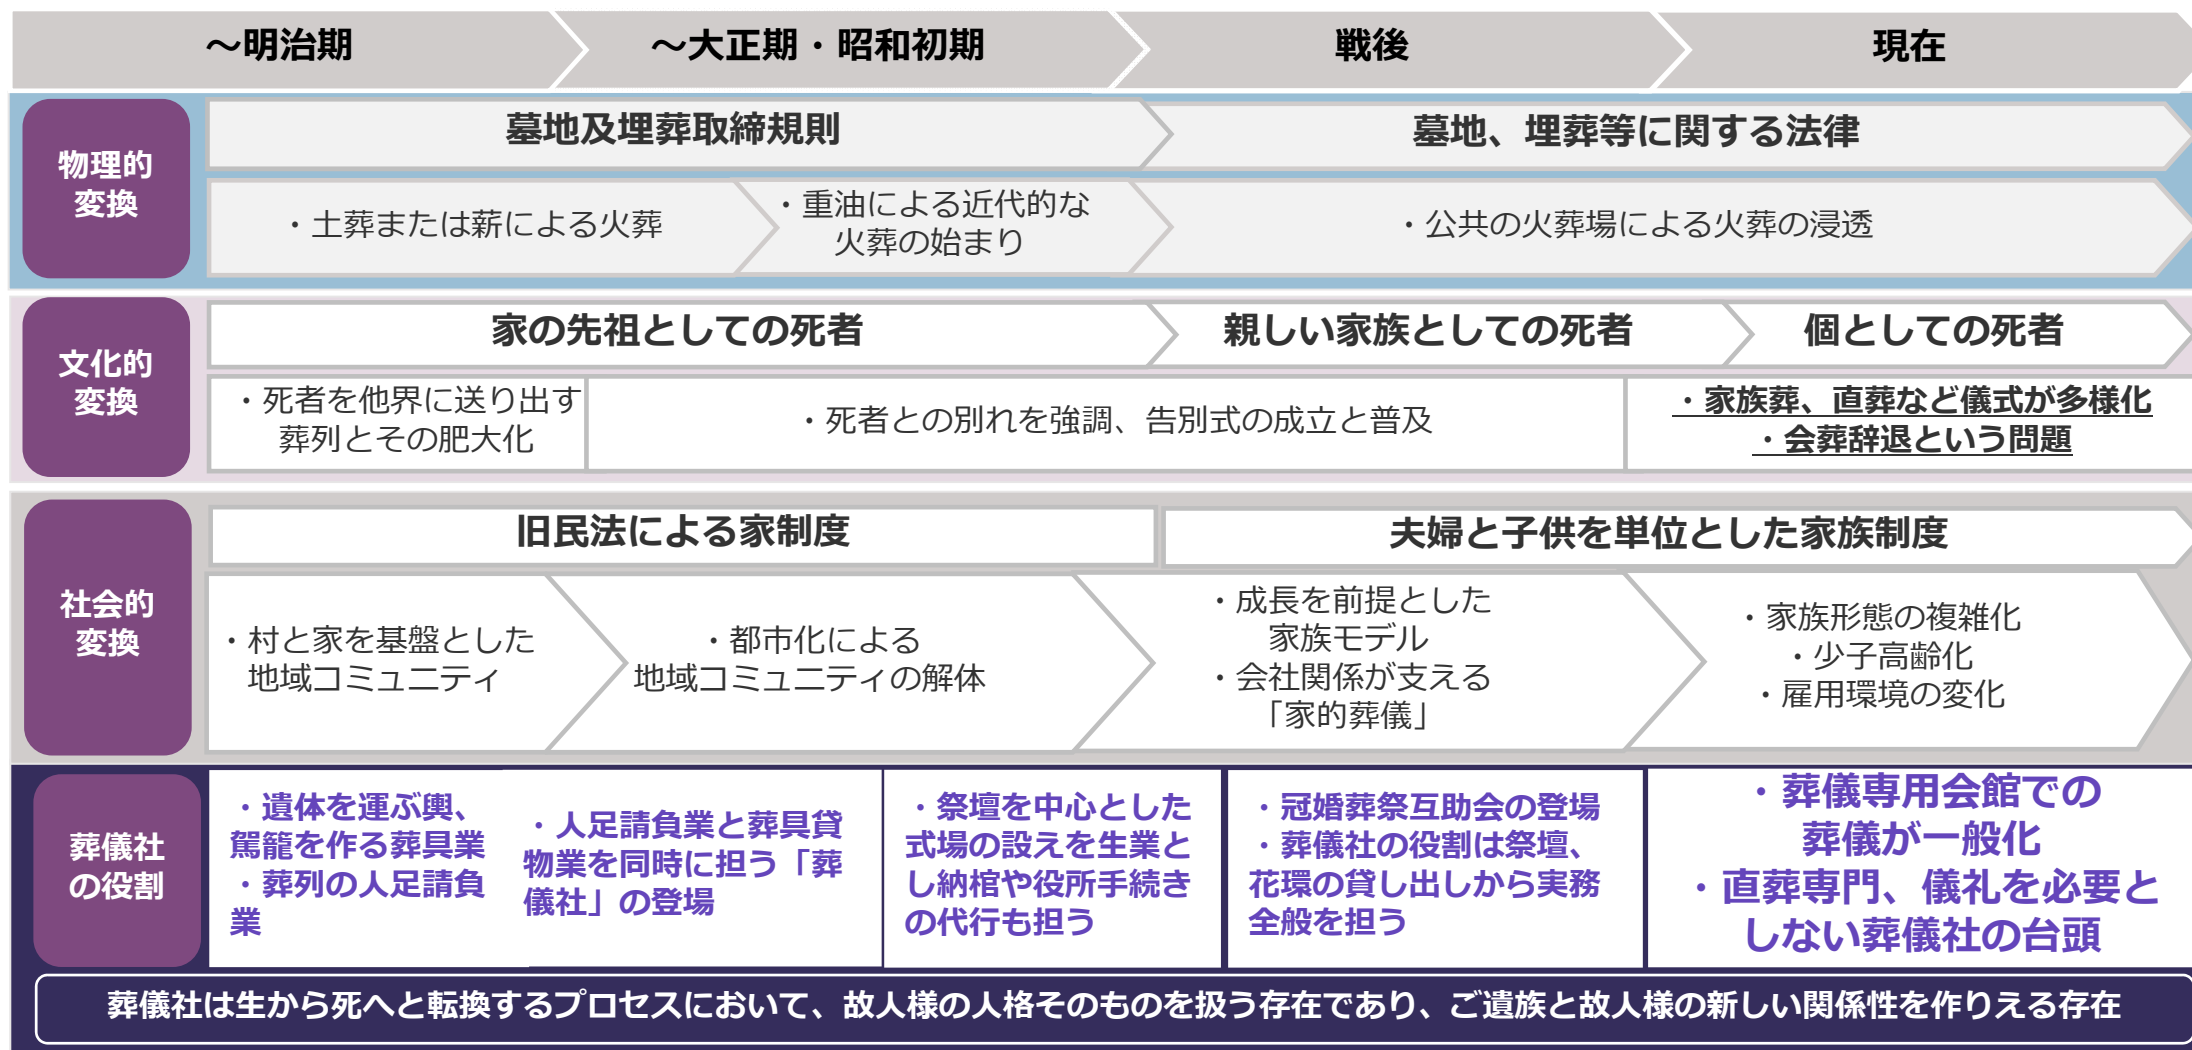 ～明治期
～大正期・昭和初期
戦後
現在
物理的
変換
墓地及埋葬取締規則
墓地、埋葬等に関する法律
・土葬または薪による火葬
・重油による近代的な
火葬の始まり
・公共の火葬場による火葬の浸透
文化的
変換
家の先祖としての死者
親しい家族としての死者
個としての死者
・死者を他界に送り出す
葬列とその肥大化
・死者との別れを強調、告別式の成立と普及
・家族葬、直葬など儀式が多様化
・会葬辞退という問題
社会的
変換
旧民法による家制度
夫婦と子供を単位とした家族制度
・村と家を基盤とした
地域コミュニティ
・都市化による
地域コミュニティの解体
・成長を前提とした
家族モデル
・会社関係が支える
「家的葬儀」
・家族形態の複雑化
・少子高齢化
・雇用環境の変化
葬儀社
の役割
・遺体を運ぶ輿、
駕籠を作る葬具業
・葬列の人足請負
業
・人足請負業と葬具貸
物業を同時に担う「葬
儀社」の登場
・祭壇を中心とした
式場の設えを生業と
し納棺や役所手続き
の代行も担う
・冠婚葬祭互助会の登場
・葬儀社の役割は祭壇、
花環の貸し出しから実務
全般を担う
・葬儀専用会館での
葬儀が一般化
・直葬専門、儀礼を必要と
しない葬儀社の台頭
葬儀社は生から死へと転換するプロセスにおいて、故人様の人格そのものを扱う存在であり、ご遺族と故人様の新しい関係性を作りえる存在